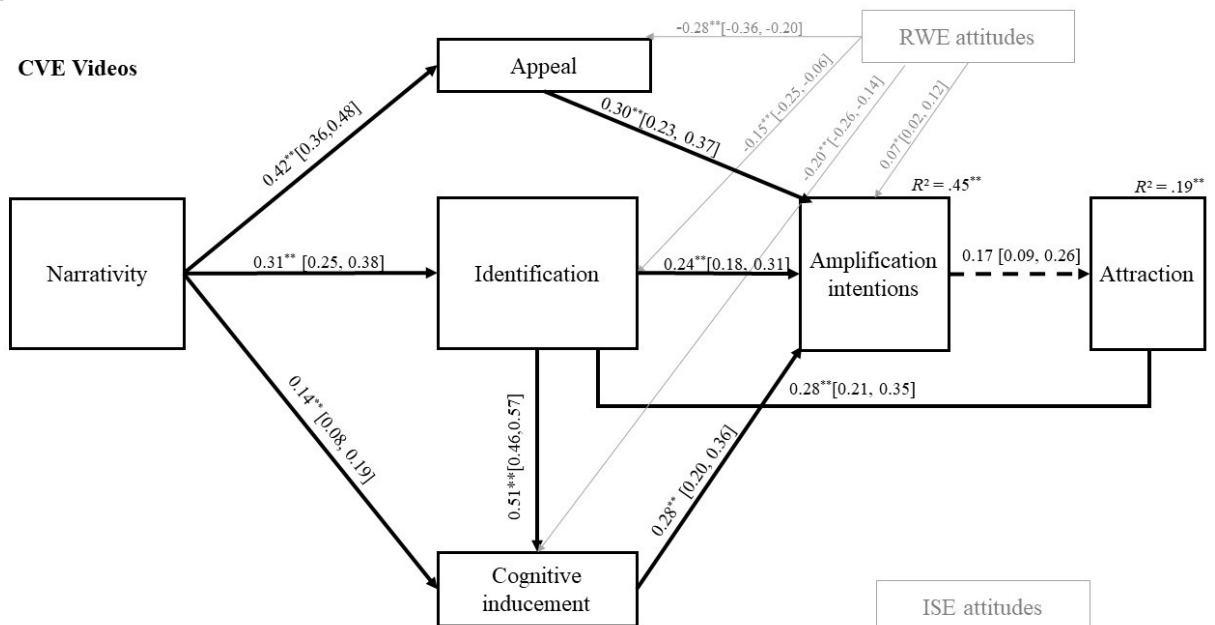 CVE Videos
Appeal
RWE attitudes
-0.28**[-0.36, -0.20]
-0.15**[-0.25, -0.06]
-0.20**[-0.26, -0.14]
0.07*[0.02, 0.12]
0.42**[0.36,0.48]
0.30**[0.23, 0.37]
R² = .45**
R² = .19**
Narrativity
0.31** [0.25, 0.38]
Identification
0.24**[0.18, 0.31]
Amplification
intentions
0.17 [0.09, 0.26]
Attraction
0.14** [0.08, 0.19]
0.51**[0.46,0.57]
0.28** [0.20, 0.36]
0.28**[0.21, 0.35]
Cognitive
inducement
ISE attitudes